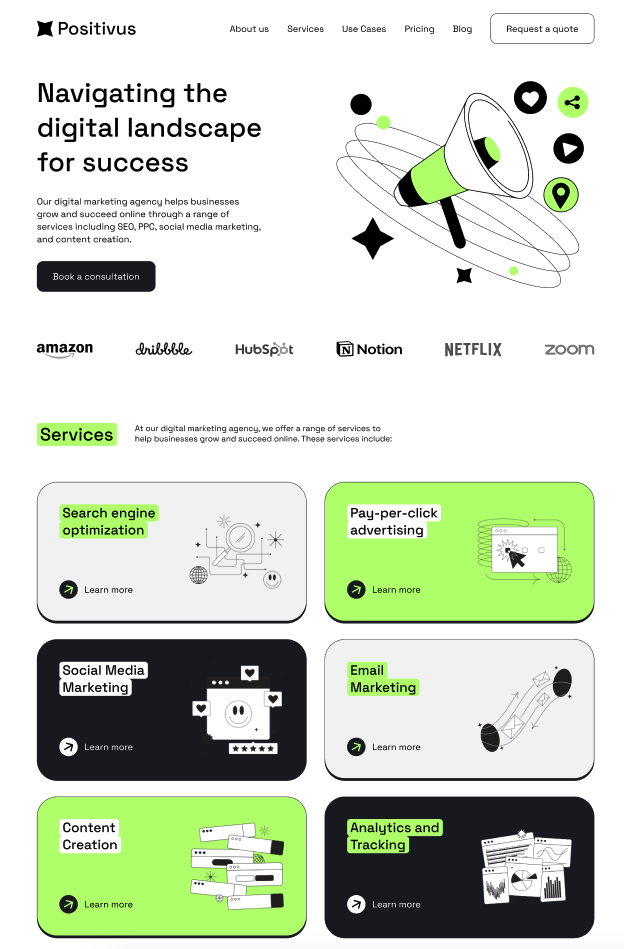 Positivus
About us
Services
Use Cases
Pricing
Blog
Request a quote
Navigating the
digital landscape
for success
Our digital marketing agency helps businesses
grow and succeed online through a range of
services including SEO, PPC, social media marketing,
and content creation.
Book a consultation
amazon
dribbble
HubSpot
Notion
NETFLIX
zoom
Services
At our digital marketing agency, we offer a range of services to
help businesses grow and succeed online. These services include:
Search engine
optimization
Learn more
Pay-per-click
advertising
Learn more
Social Media
Marketing
Learn more
Email
Marketing
Learn more
Content
Creation
Learn more
Analytics and
Tracking
Learn more